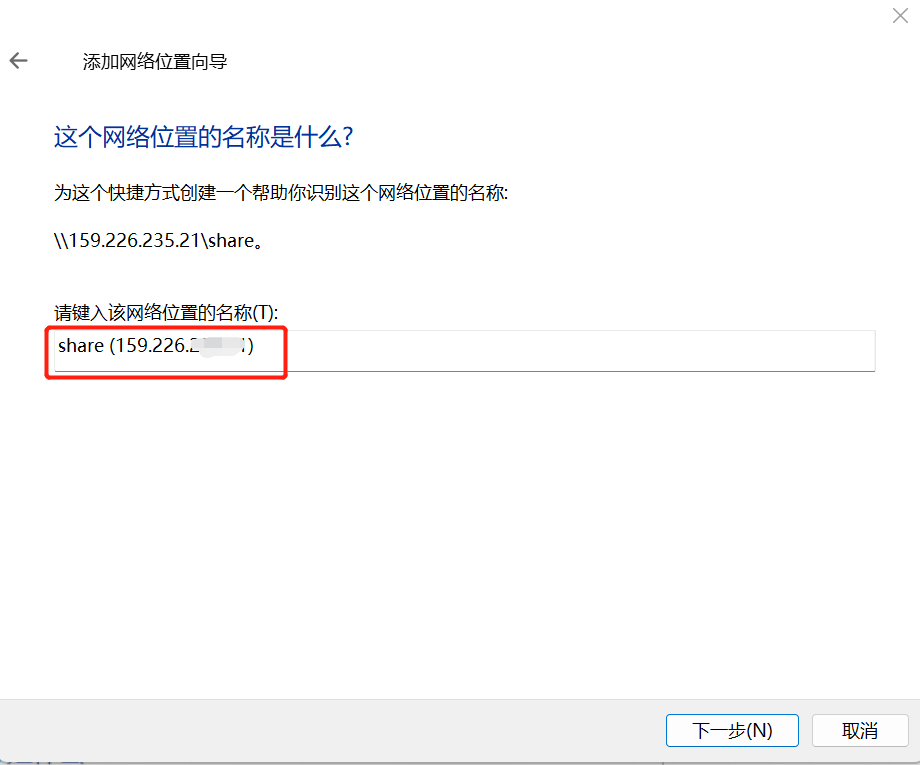 添加网络位置向导
这个网络位置的名称是什么?
为这个快捷方式创建一个帮助你识别这个网络位置的名称:
\\159.226.235.21\share。
请键入该网络位置的名称(T):
share (159.226.2 1)
下一步(N)
取消